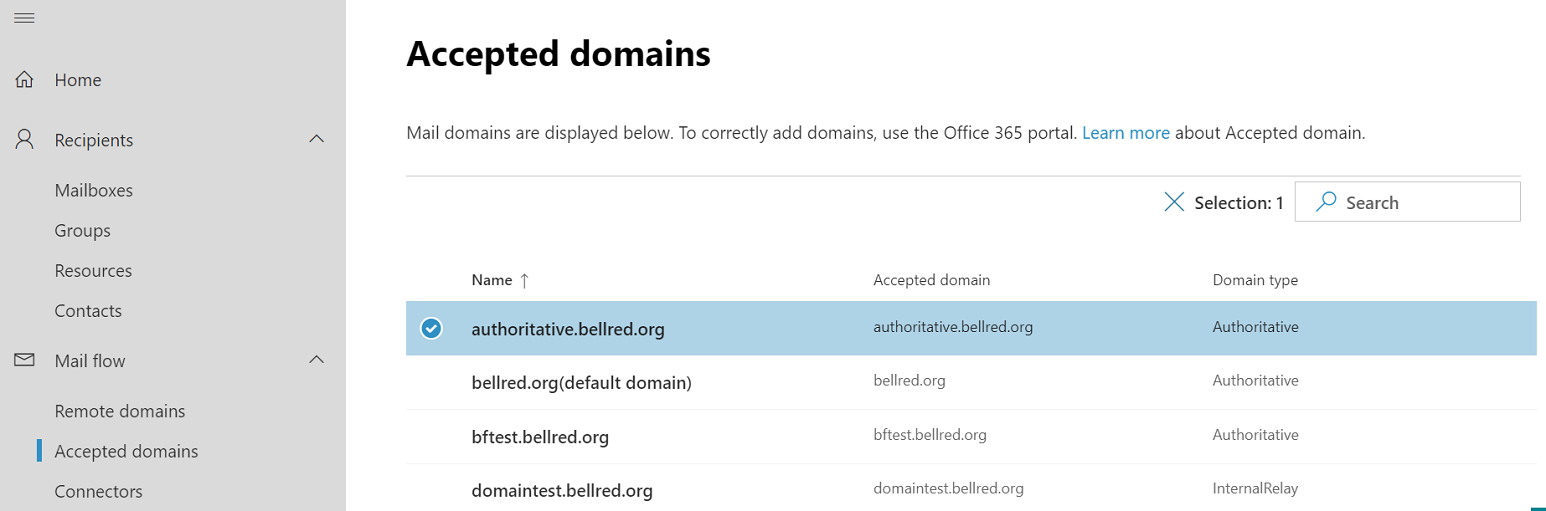 Home
Recipients
Mailboxes
Groups
Resources
Contacts
Mail flow
Remote domains
Accepted domains
Connectors
Accepted domains
Mail domains are displayed below. To correctly add domains, use the Office 365 portal. Learn more about Accepted domain.
Selection: 1 Search
Name ↑ Accepted domain Domain type
authoritative.bellred.org authoritative.bellred.org Authoritative
bellred.org(default domain) bellred.org Authoritative
bftest.bellred.org bftest.bellred.org Authoritative
domaintest.bellred.org domaintest.bellred.org InternalRelay